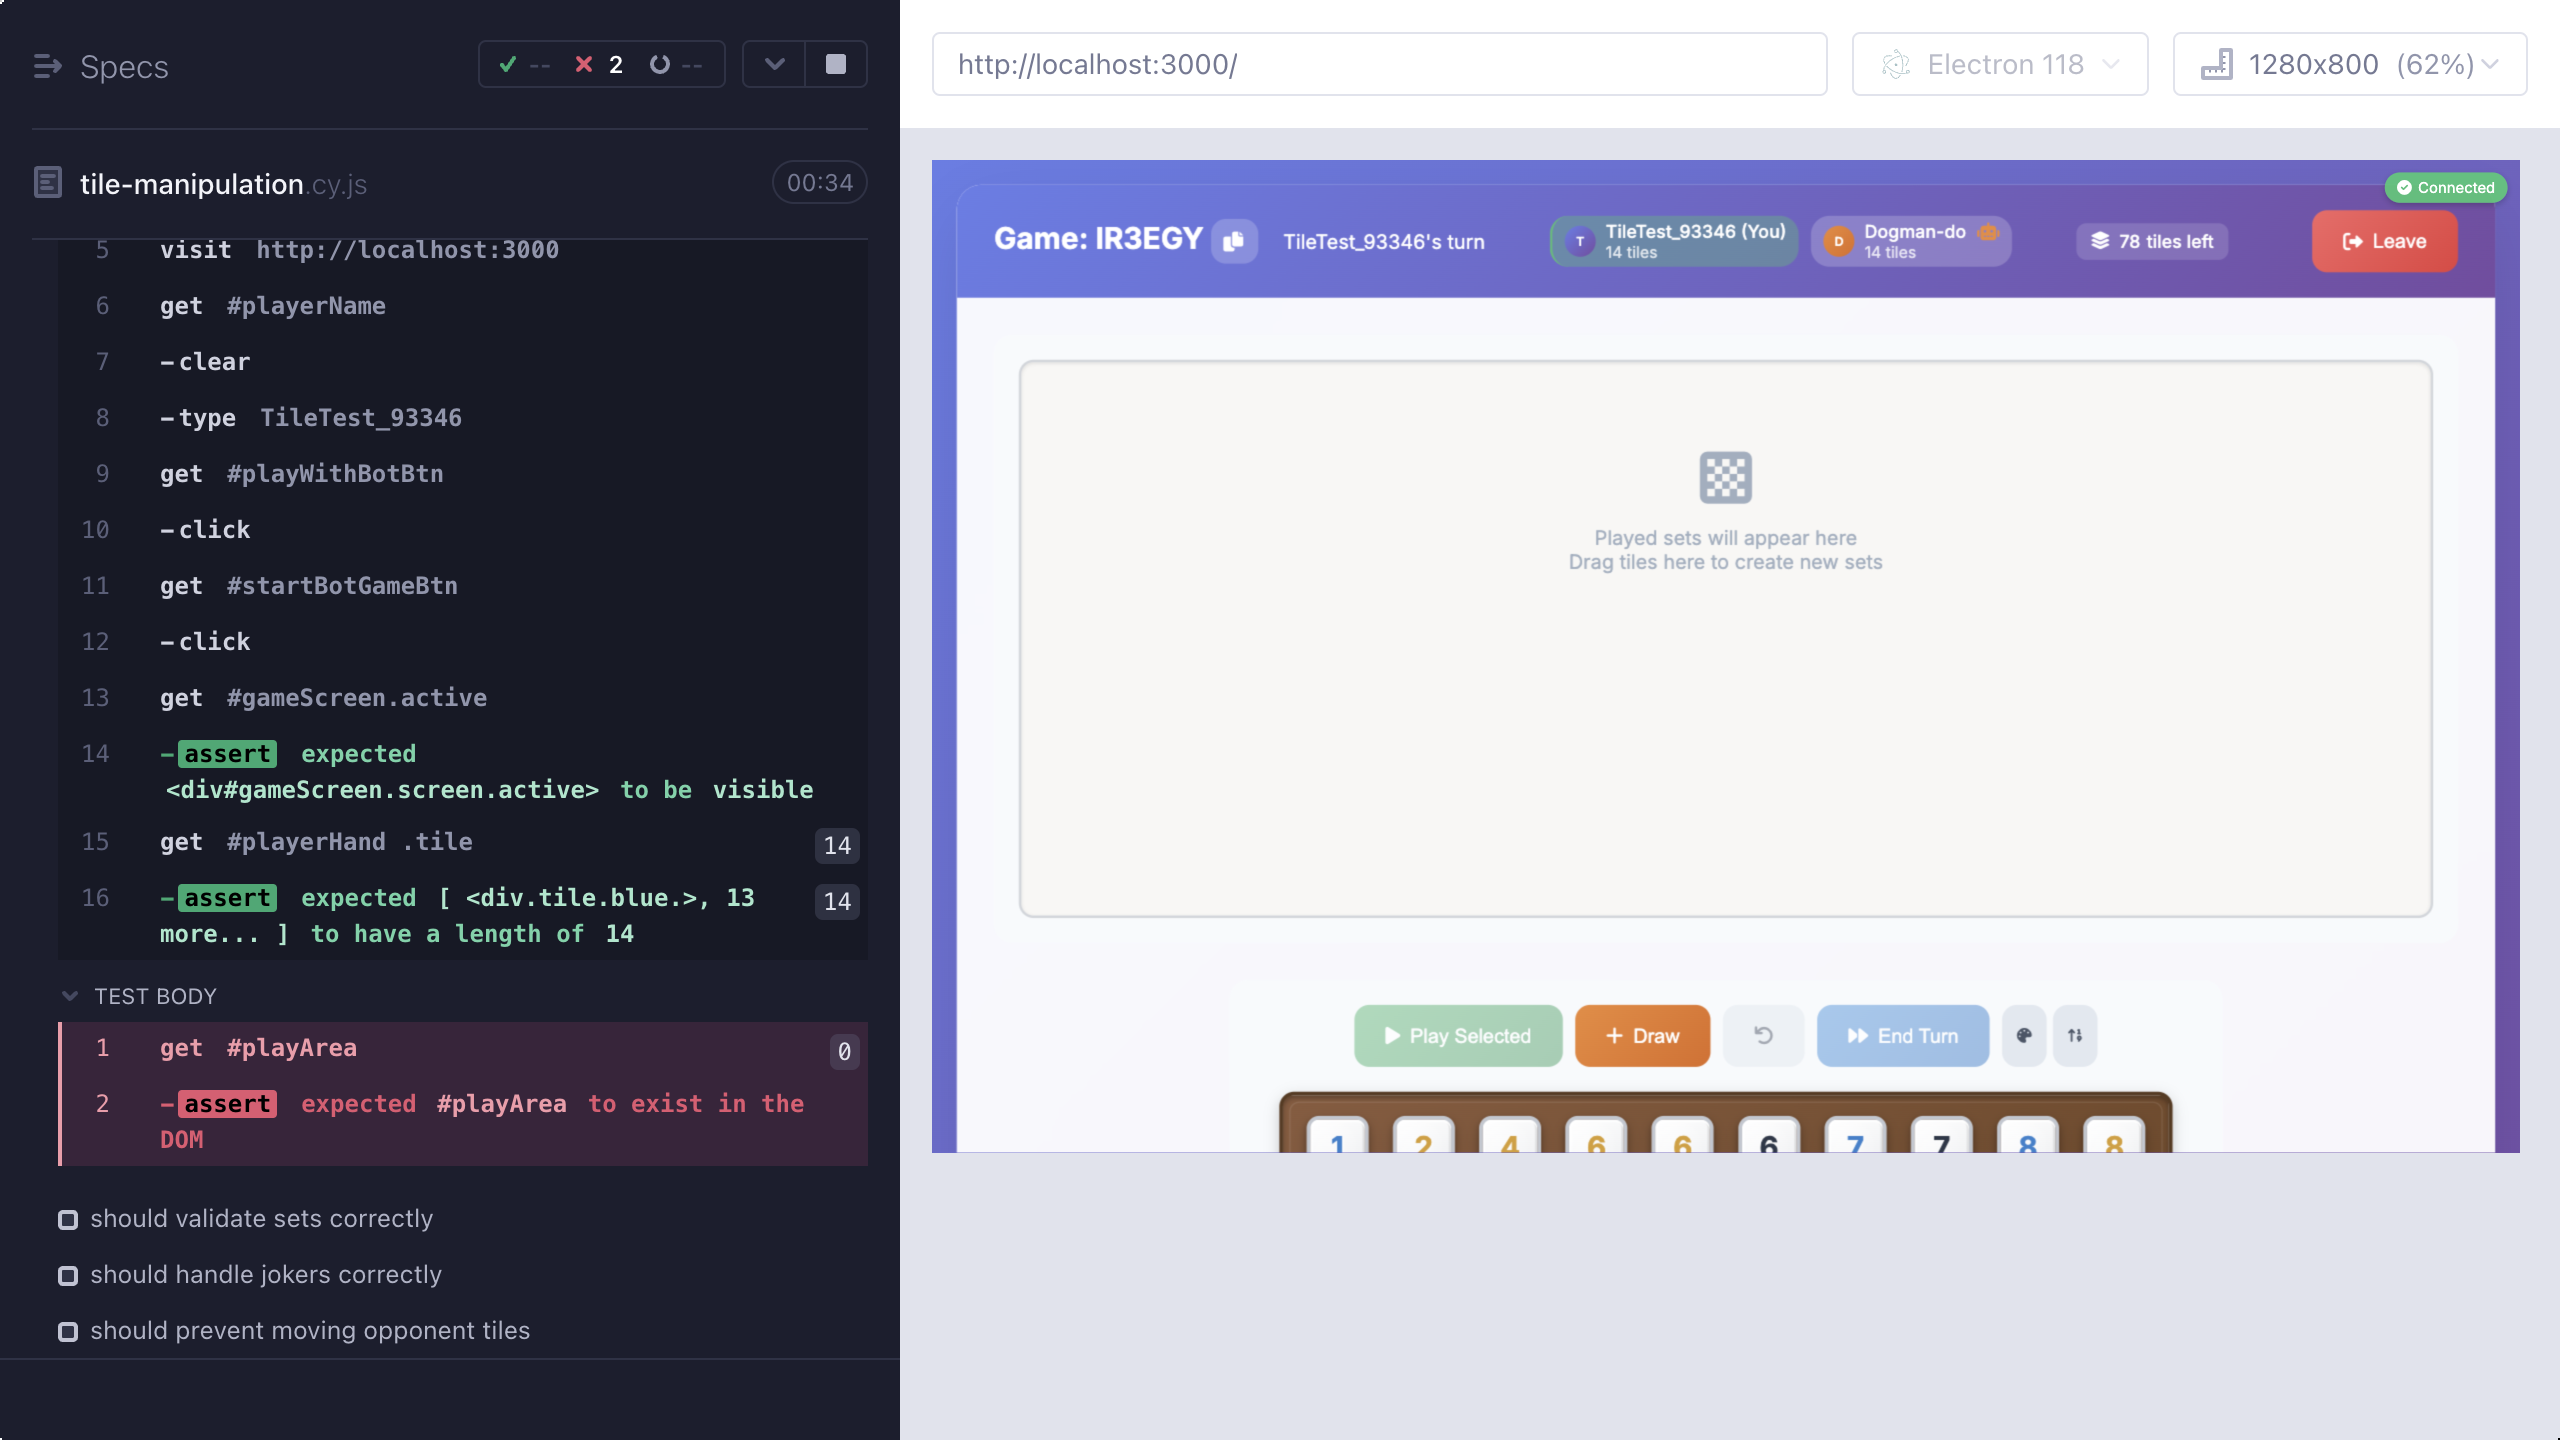 Specs
-- 2 --
tile-manipulation.cy.js
00:34
5 visit http://localhost:3000
6 get #playerName
7 -clear
8 -type TileTest_93346
9 get #playWithBotBtn
10 -click
11 get #startBotGameBtn
12 -click
13 get #gameScreen.active
14 -assert expected
<div#gameScreen.screen.active> to be visible
15 get #playerHand .tile 14
16 -assert expected [ <div.tile.blue.>, 13 14
more... ] to have a length of 14
TEST BODY
1 get #playArea 0
2 -assert expected #playArea to exist in the
DOM
should validate sets correctly
should handle jokers correctly
should prevent moving opponent tiles
http://localhost:3000/
Electron 118
1280x800 (62%)
Connected
Game: IR3EGY
TileTest_93346's turn
T
TileTest_93346 (You)
14 tiles
D
Dogman-do
14 tiles
78 tiles left
Leave
Played sets will appear here
Drag tiles here to create new sets
Play Selected
Draw
End Turn
1 2 4 6 6 6 7 7 8 8